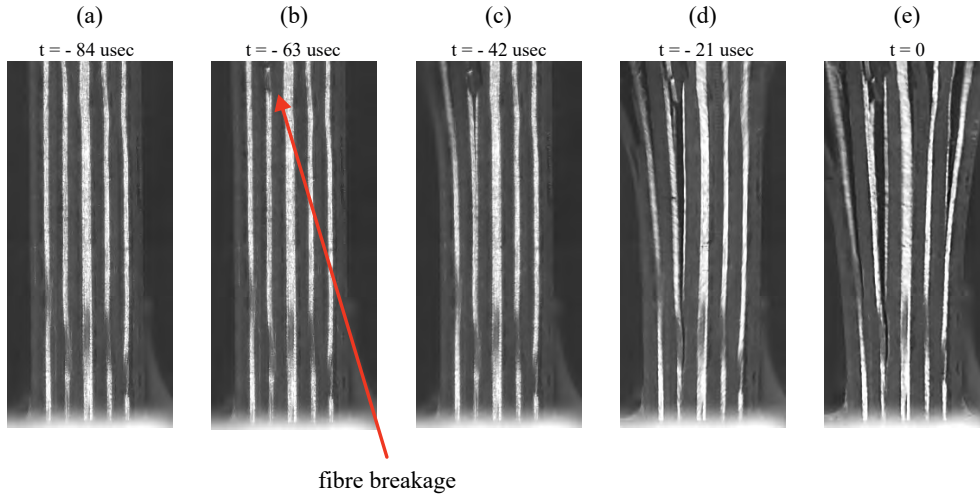 (a) (b) (c) (d) (e)
t = - 84 usec t = - 63 usec t = - 42 usec t = - 21 usec t = 0
fibre breakage